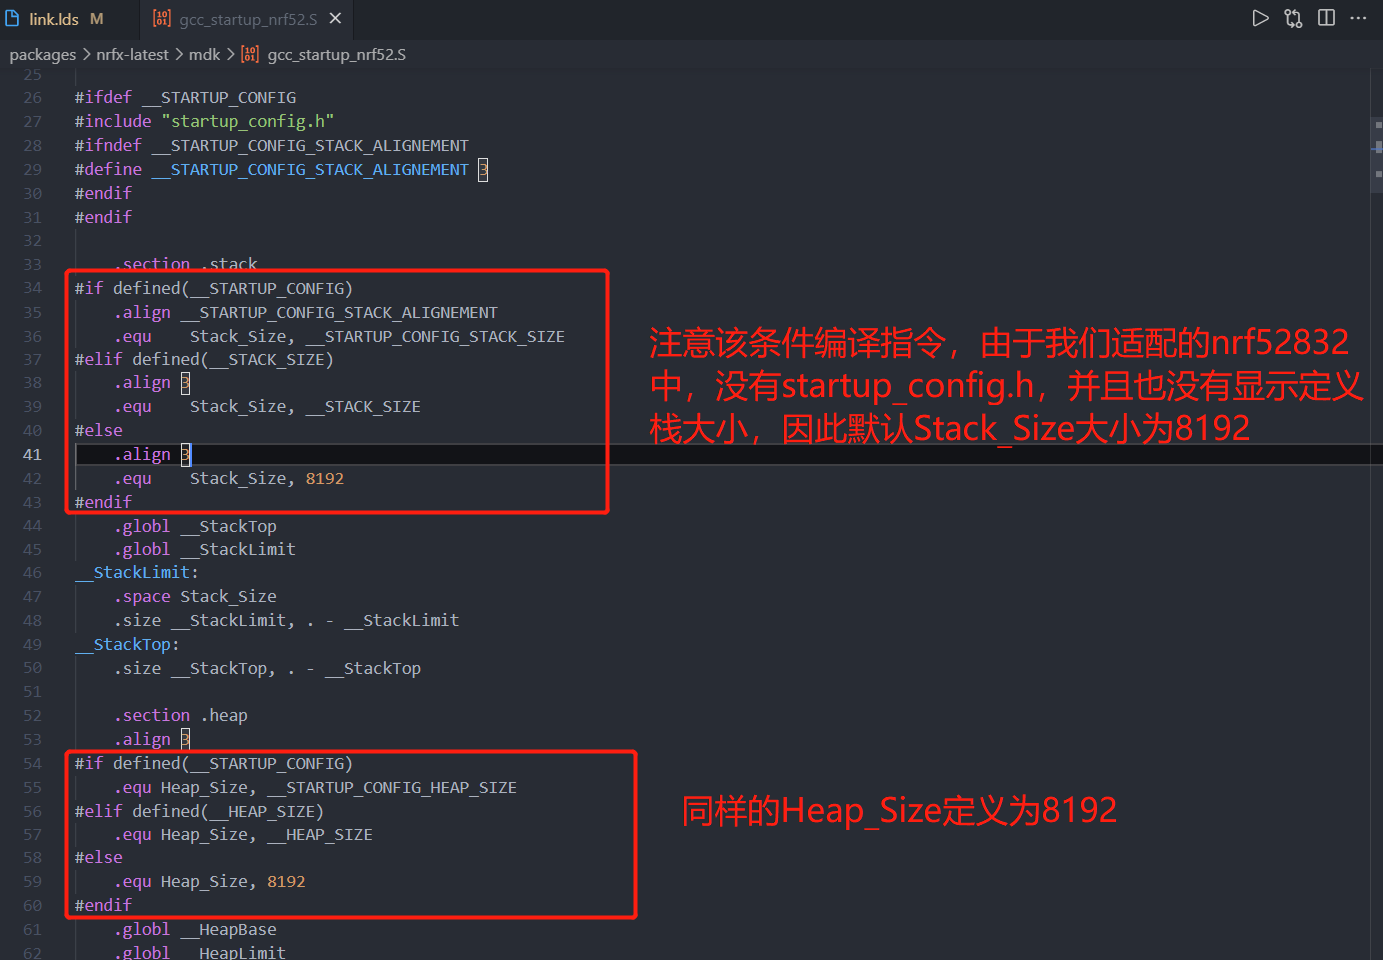 link.lds M gcc_startup_nrf52.S
packages > nrfx-latest > mdk > gcc_startup_nrf52.S
25
26 #ifdef __STARTUP_CONFIG
27 #include "startup_config.h"
28 #ifndef __STARTUP_CONFIG_STACK_ALIGNEMENT
29 #define __STARTUP_CONFIG_STACK_ALIGNEMENT 3
30 #endif
31 #endif
32
33 .section .stack
34 #if defined(__STARTUP_CONFIG)
35 .align __STARTUP_CONFIG_STACK_ALIGNEMENT
36 .equ Stack_Size, __STARTUP_CONFIG_STACK_SIZE
37 #elif defined(__STACK_SIZE)
38 .align 3
39 .equ Stack_Size, __STACK_SIZE
40 #else
41 .align 3
42 .equ Stack_Size, 8192
43 #endif
44 .globl __StackTop
45 .globl __StackLimit
46 __StackLimit:
47 .space Stack_Size
48 .size __StackLimit, . - __StackLimit
49 __StackTop:
50 .size __StackTop, . - __StackTop
51
52 .section .heap
53 .align 3
54 #if defined(__STARTUP_CONFIG)
55 .equ Heap_Size, __STARTUP_CONFIG_HEAP_SIZE
56 #elif defined(__HEAP_SIZE)
57 .equ Heap_Size, __HEAP_SIZE
58 #else
59 .equ Heap_Size, 8192
60 #endif
61 .globl __HeapBase
62 .globl __HeapLimit
注意该条件编译指令，由于我们适配的nrf52832
中，没有startup_config.h，并且也没有显示定义
栈大小，因此默认Stack_Size大小为8192
同样的Heap_Size定义为8192